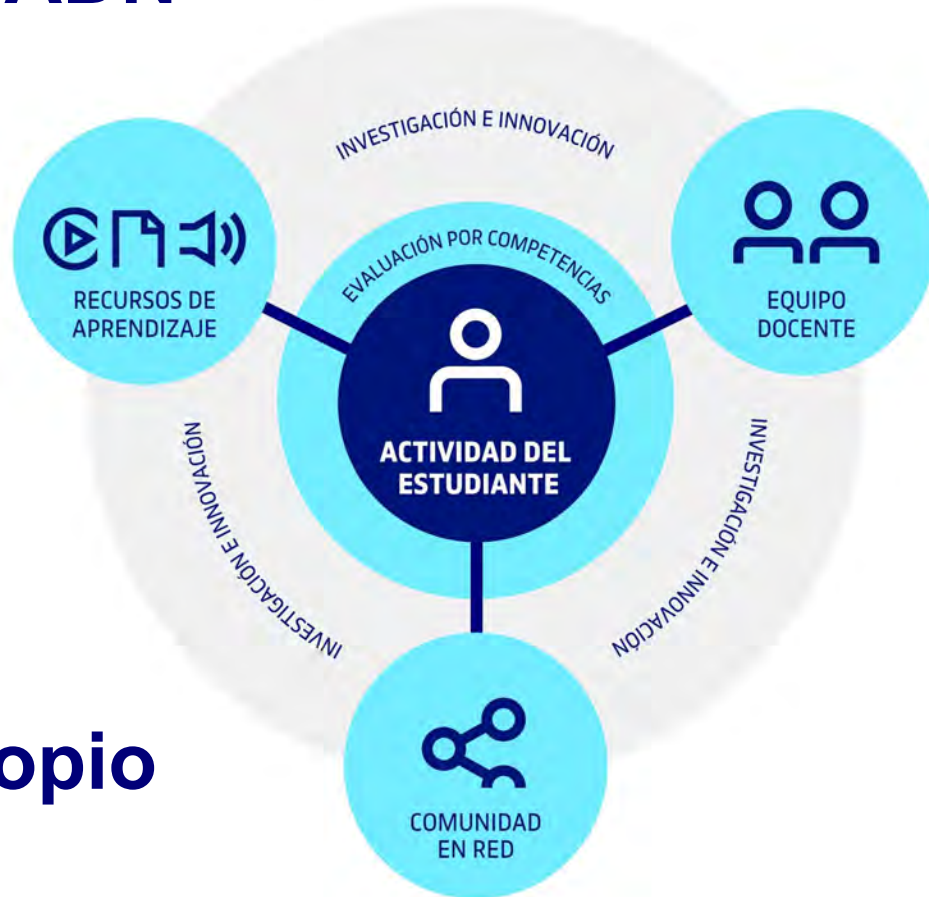 ADN
INVESTIGACIÓN E INNOVACIÓN
EVALUACIÓN POR COMPETENCIAS
RECURSOS DE
APRENDIZAJE
EQUIPO
DOCENTE
ACTIVIDAD DEL
ESTUDIANTE
INVESTIGACIÓN E INNOVACIÓN
INVESTIGACIÓN E INNOVACIÓN
opio
COMUNIDAD
EN RED